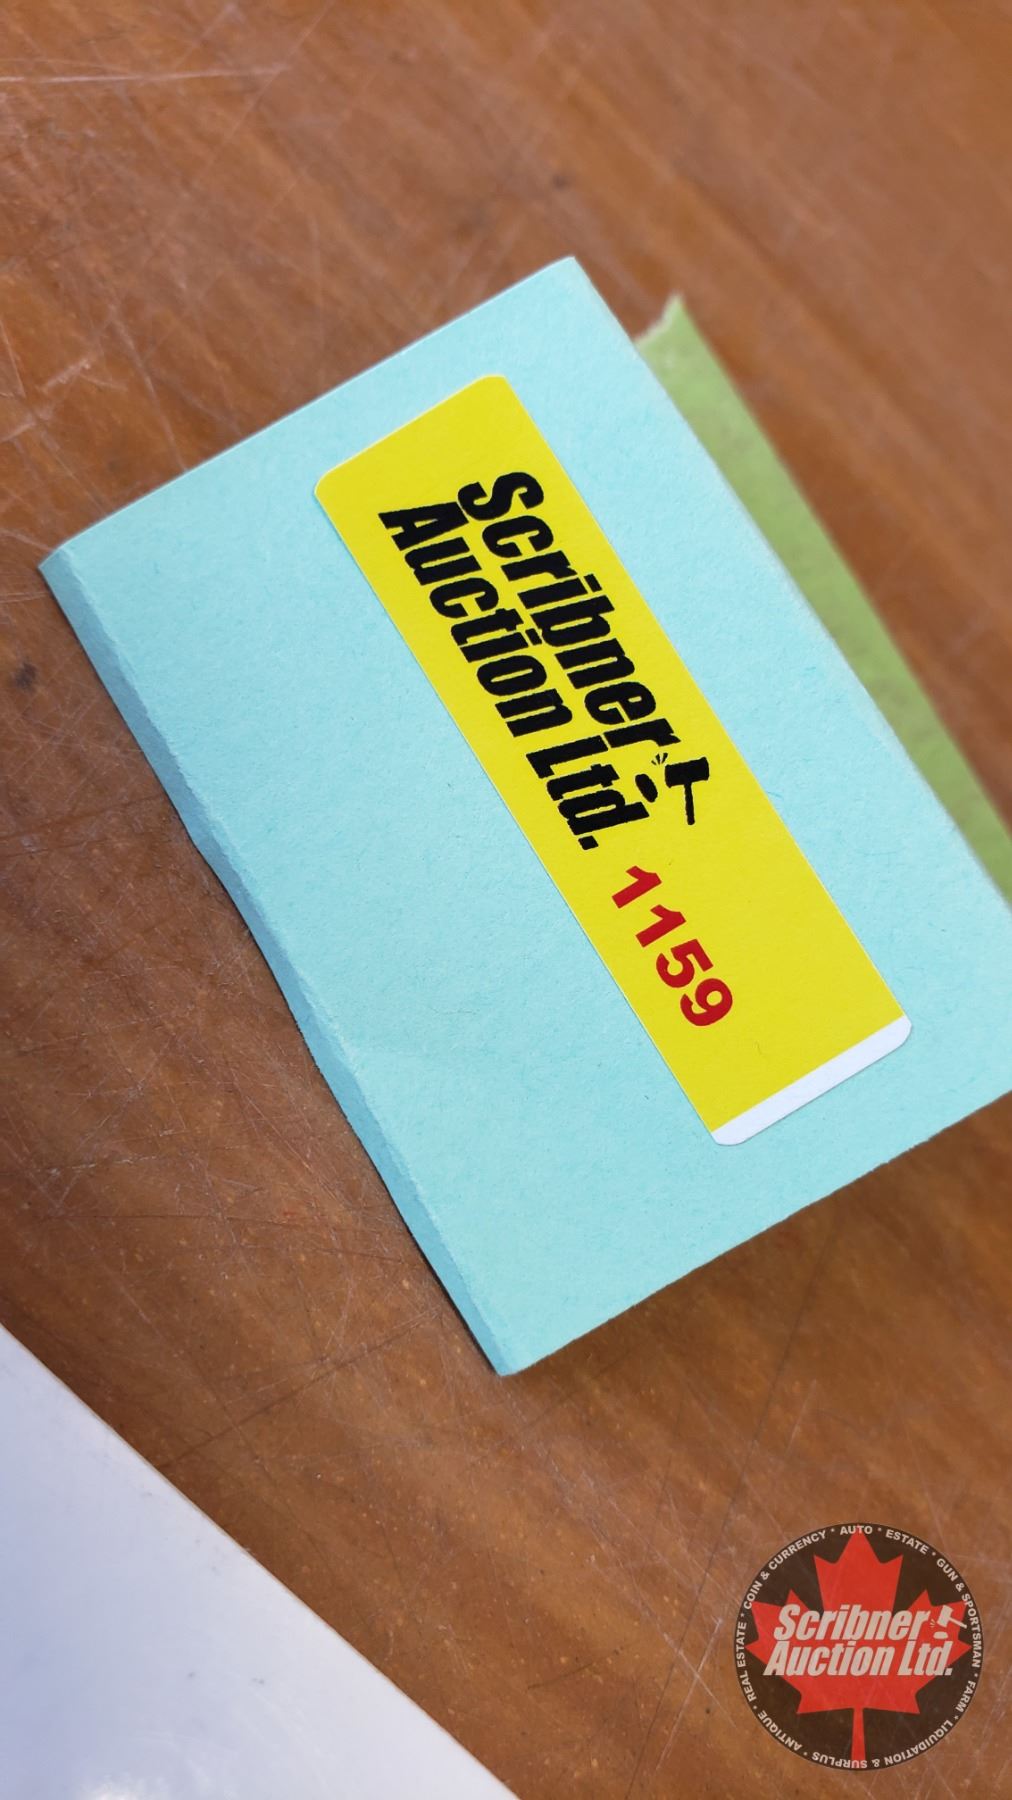 Scribner
Auction Ltd.
1159
COIN & CURRENCY * AUTO * ESTATE * GUN & SPORTSMAN * FARM * LIQUIDATION & SURPLUS * ANTIQUE * REAL ESTATE *
Scribner
Auction Ltd.